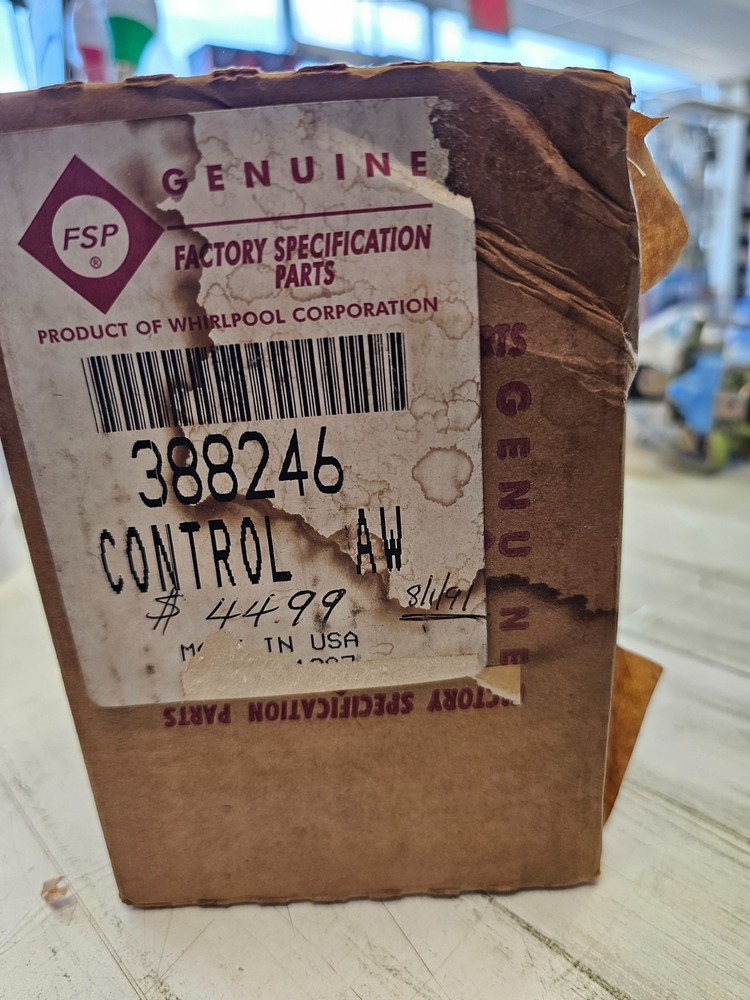 GENUINE
FSP
®
FACTORY SPECIFICATION
PARTS
PRODUCT OF WHIRLPOOL CORPORATION
388246
CONTROL AW
$ 44.99 8/1/91
IN USA
GENUINE
FACTORY SPECIFICATION PARTS